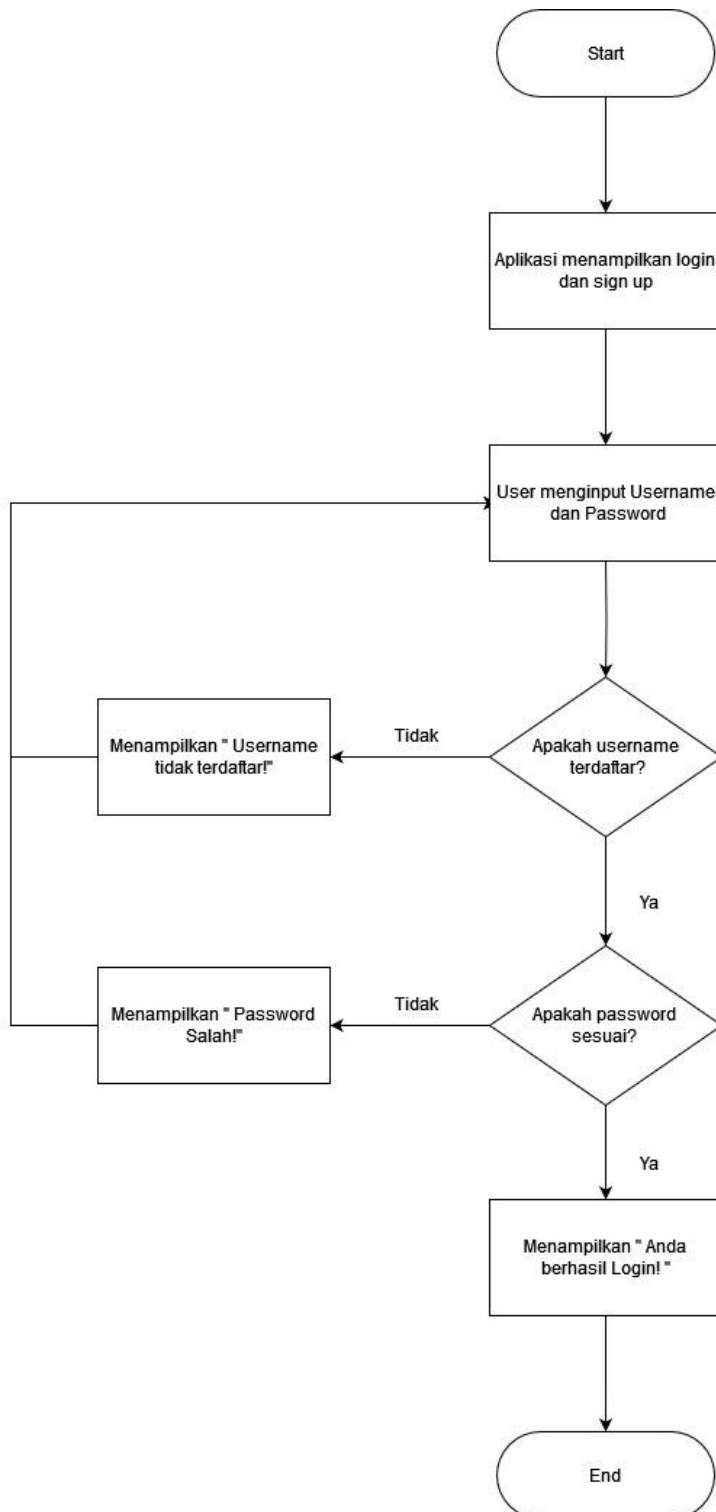 Start
Aplikasi menampilkan login
dan sign up
User menginput Username
dan Password
Apakah username
terdaftar?
Tidak
Menampilkan " Username
tidak terdaftar!"
Ya
Apakah password
sesuai?
Tidak
Menampilkan " Password
Salah!"
Ya
Menampilkan " Anda
berhasil Login! "
End